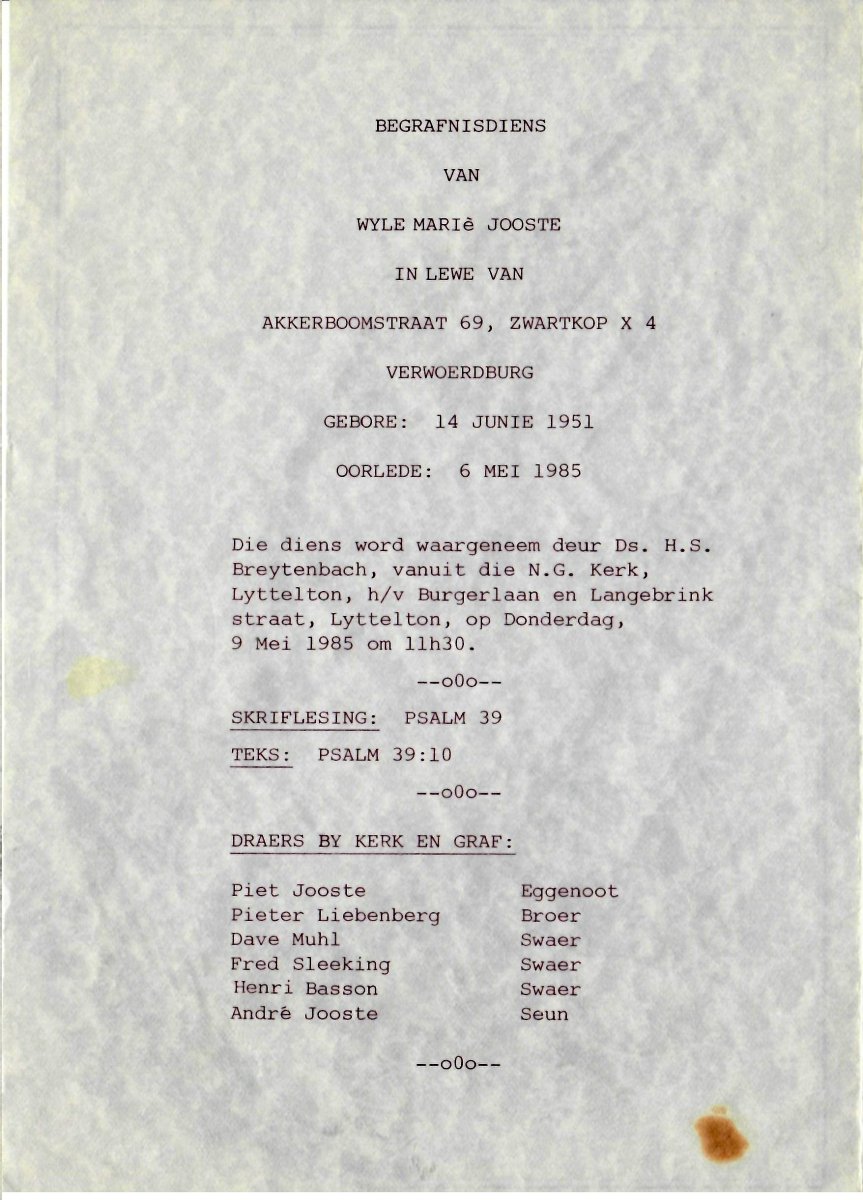 BEGRAFNISDIENS
VAN
WYLE MARIè JOOSTE
IN LEWE VAN
AKKERBOOMSTRAAT 69, ZWARTKOP X 4
VERWOERDBURG
GEBORE: 14 JUNIE 1951
OORLEDE: 6 MEI 1985
Die diens word waargeneem deur Ds. H.S.
Breytenbach, vanuit die N.G. Kerk,
Lyttelton, h/v Burgerlaan en Langebrink
straat, Lyttelton, op Donderdag,
9 Mei 1985 om 11h30.
--oOo--
SKRIFLESING: PSALM 39
TEKS: PSALM 39:10
--oOo--
DRAERS BY KERK EN GRAF:
Piet Jooste Eggenoot
Pieter Liebenberg Broer
Dave Muhl Swaer
Fred Sleeking Swaer
Henri Basson Swaer
André Jooste Seun
--oOo--